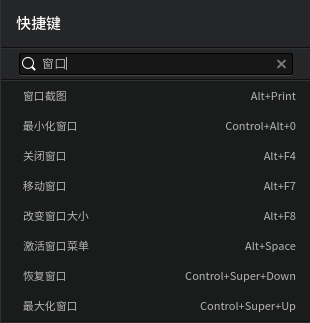 快捷键
窗口
窗口截图 Alt+Print
最小化窗口 Control+Alt+0
关闭窗口 Alt+F4
移动窗口 Alt+F7
改变窗口大小 Alt+F8
激活窗口菜单 Alt+Space
恢复窗口 Control+Super+Down
最大化窗口 Control+Super+Up